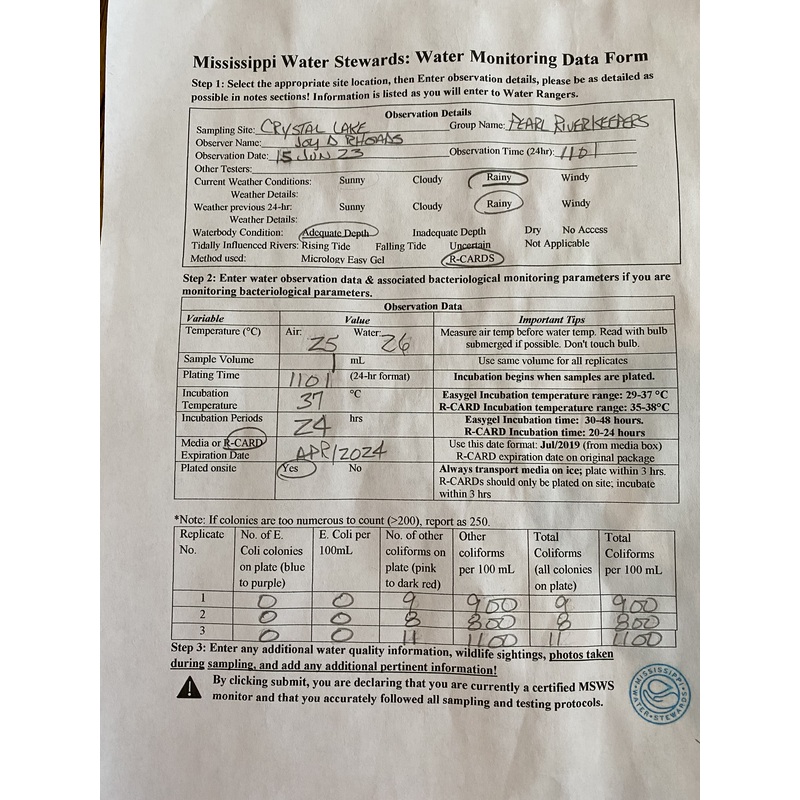 Mississippi Water Stewards: Water Monitoring Data Form
Step 1: Select the appropriate site location, then Enter observation details, please be as detailed as
possible in notes sections! Information is listed as you will enter to Water Rangers.
Observation Details
Sampling Site: CRYSTAL LAKE Group Name: PEARL RIVERKEEPERS
Observer Name: JOY D RHOADS
Observation Date: 15 JUN 23 Observation Time (24hr): 1101
Other Testers:
Current Weather Conditions: Sunny Cloudy Rainy Windy
Weather Details:
Weather previous 24-hr: Sunny Cloudy Rainy Windy
Weather Details:
Waterbody Condition: Adequate Depth Inadequate Depth Dry No Access
Tidally Influenced Rivers: Rising Tide Falling Tide Uncertain Not Applicable
Method used: Micrology Easy Gel R-CARDS
Step 2: Enter water observation data & associated bacteriological monitoring parameters if you are
monitoring bacteriological parameters.
Observation Data
Variable Value Important Tips
Temperature (°C) Air: 25 Water: 26 Measure air temp before water temp. Read with bulb
submerged if possible. Don't touch bulb.
Sample Volume 1 mL Use same volume for all replicates
Plating Time 1101 (24-hr format) Incubation begins when samples are plated.
Incubation Temperature 37 °C Easygel Incubation temperature range: 29-37 °C
R-CARD Incubation temperature range: 35-38°C
Incubation Periods 24 hrs Easygel Incubation time: 30-48 hours.
R-CARD Incubation time: 20-24 hours
Media or R-CARD Expiration Date APR/2024 Use this date format: Jul/2019 (from media box)
R-CARD expiration date on original package
Plated onsite Yes No Always transport media on ice; plate within 3 hrs.
R-CARDs should only be plated on site; incubate
within 3 hrs
*Note: If colonies are too numerous to count (>200), report as 250.
Replicate No. of E. E. Coli per No. of other Other Total Total
No. Coli colonies 100mL coliforms on coliforms Coliforms Coliforms
on plate (blue plate (pink per 100 mL (all colonies per 100 mL
to purple) to dark red) on plate)
1 0 0 9 900 9 900
2 0 0 8 800 8 800
3 0 0 11 1100 11 1100
Step 3: Enter any additional water quality information, wildlife sightings, photos taken
during sampling, and add any additional pertinent information!
By clicking submit, you are declaring that you are currently a certified MSWS
monitor and that you accurately followed all sampling and testing protocols.
MISSISSIPPI WATER STEWARDS